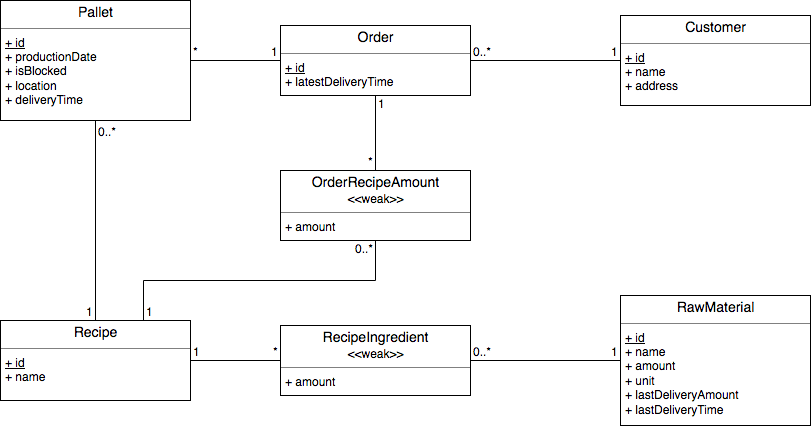 Pallet
+ id
+ productionDate
+ isBlocked
+ location
+ deliveryTime
* 1
Order
+ id
+ latestDeliveryTime
0..* 1
Customer
+ id
+ name
+ address
0..*
1
*
OrderRecipeAmount
<<weak>>
+ amount
0..*
1
1
Recipe
+ id
+ name
1 *
RecipeIngredient
<<weak>>
+ amount
0..* 1
RawMaterial
+ id
+ name
+ amount
+ unit
+ lastDeliveryAmount
+ lastDeliveryTime